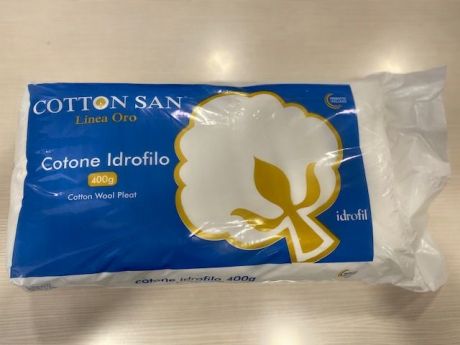 COTTON SAN
Linea Oro
Cotone Idrofilo
400g
Cotton Wool Pleat
idrofil
cotone idrofilo 400g